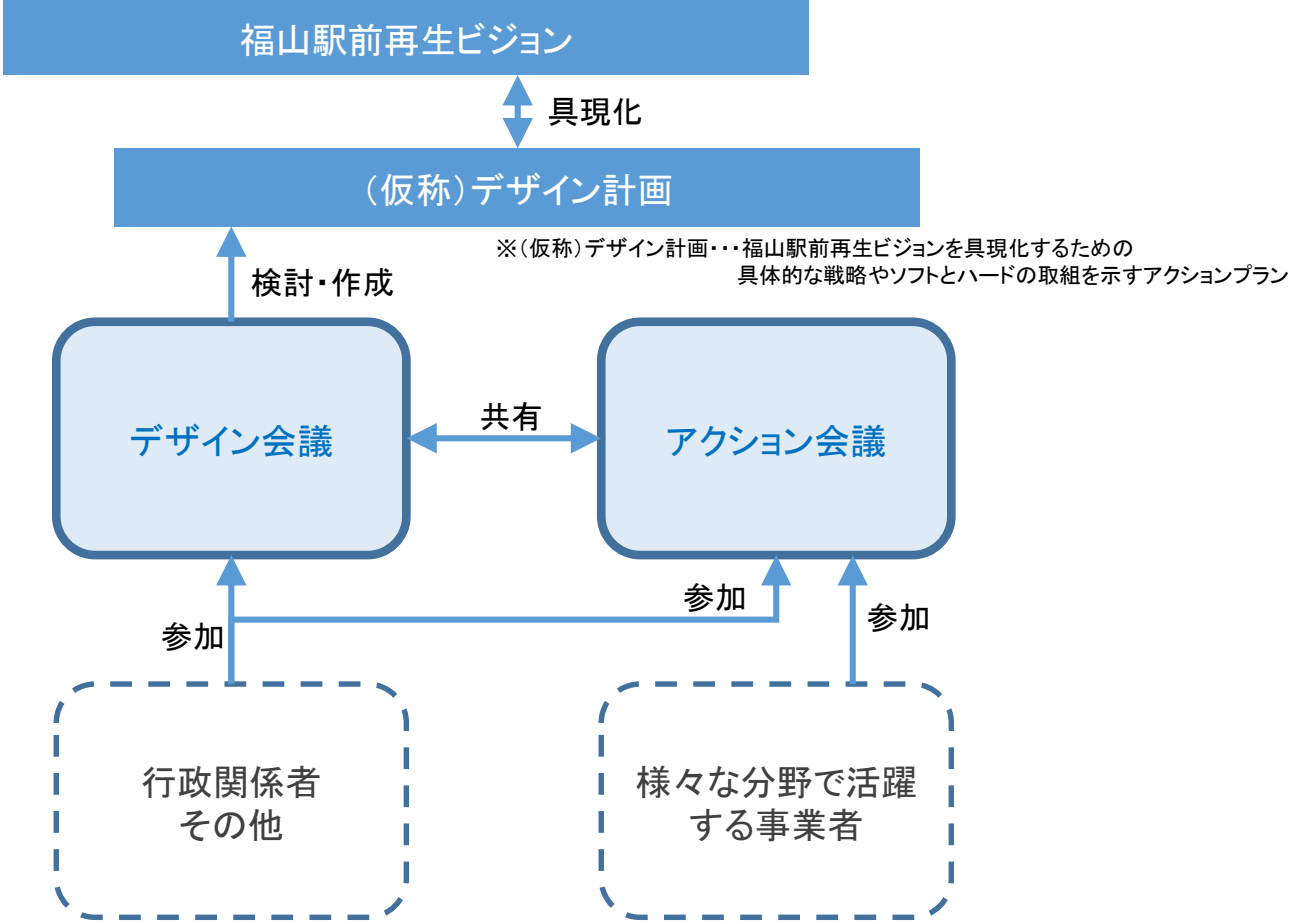 福山駅前再生ビジョン
具現化
(仮称)デザイン計画
※(仮称)デザイン計画・・・福山駅前再生ビジョンを具現化するための
具体的な戦略やソフトとハードの取組を示すアクションプラン
検討・作成
デザイン会議
共有
アクション会議
参加
参加
参加
行政関係者
その他
様々な分野で活躍
する事業者